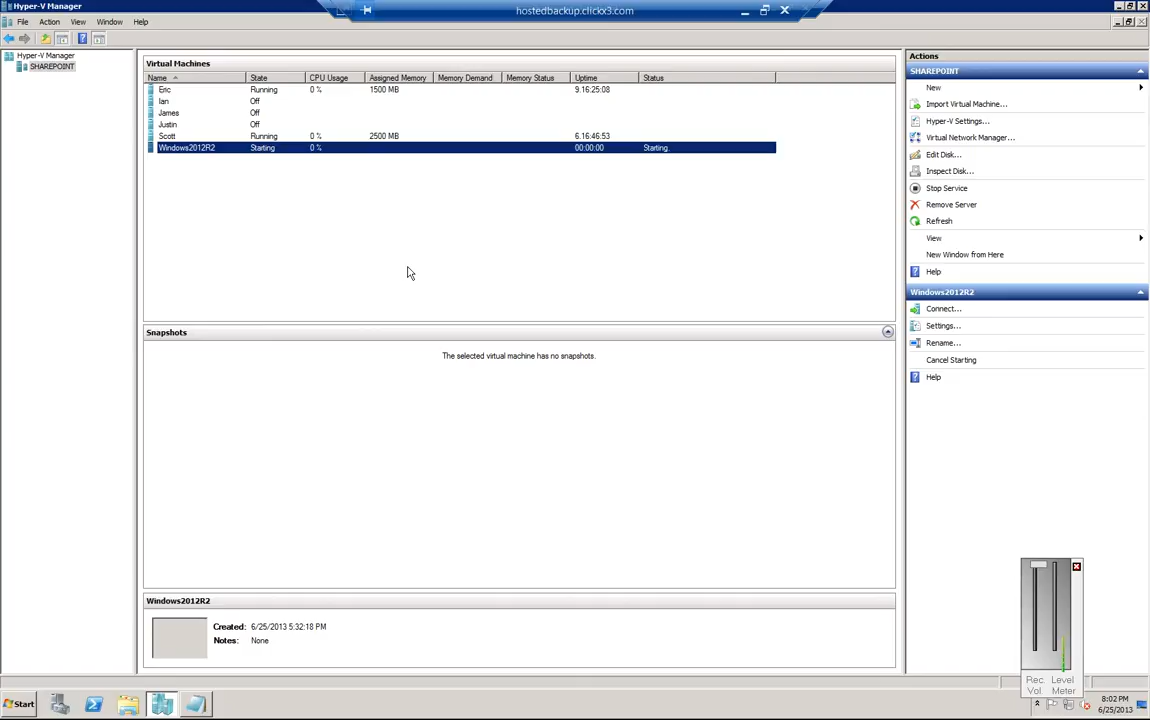 Hyper-V Manager
hostedbackup.clickx3.com
File Action View Window Help
Hyper-V Manager
SHAREPOINT
Virtual Machines
Name State CPU Usage Assigned Memory Memory Demand Memory Status Uptime Status
Eric Running 0 % 1500 MB 9.16:25:08
Ian Off
James Off
Justin Off
Scott Running 0 % 2500 MB 6.16:46:53
Windows2012R2 Starting 0 % 00:00:00 Starting.
Snapshots
The selected virtual machine has no snapshots.
Windows2012R2
Created: 6/25/2013 5:32:18 PM
Notes: None
Actions
SHAREPOINT
New
Import Virtual Machine...
Hyper-V Settings...
Virtual Network Manager...
Edit Disk...
Inspect Disk...
Stop Service
Remove Server
Refresh
View
New Window from Here
Help
Windows2012R2
Connect...
Settings...
Rename...
Cancel Starting
Help
Rec Level
Vol Meter
Start
8:02 PM
6/25/2013